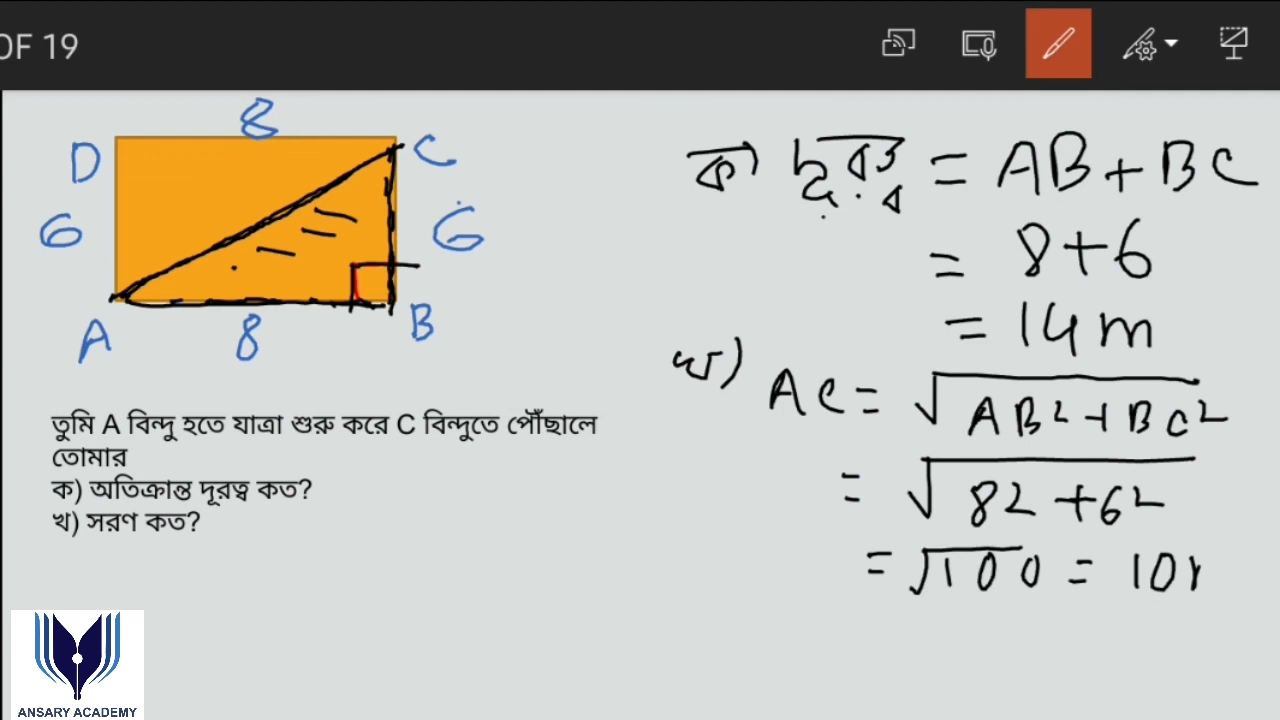 OF 19
D 8 C
6 6
A 8 B
তুমি A বিন্দু হতে যাত্রা শুরু করে C বিন্দুতে পৌঁছালে
তোমার
ক) অতিক্রান্ত দূরত্ব কত?
খ) সরণ কত?
ক) দূরত্ব = AB + BC
= 8 + 6
= 14 m
খ) AC = √AB² + BC²
= √8² + 6²
= √100 = 10
ANSARY ACADEMY